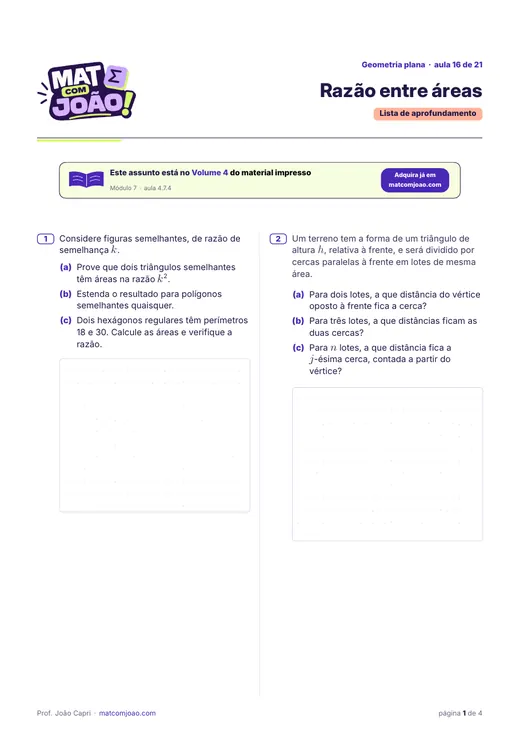 MAT
COM
JOÃO!
Σ
Geometria plana · aula 16 de 21
Razão entre áreas
Lista de aprofundamento
Este assunto está no Volume 4 do material impresso
Módulo 7 · aula 4.7.4
Adquira já em
matcomjoao.com
1 Considere figuras semelhantes, de razão de
semelhança k.
(a) Prove que dois triângulos semelhantes
têm áreas na razão k².
(b) Estenda o resultado para polígonos
semelhantes quaisquer.
(c) Dois hexágonos regulares têm perímetros
18 e 30. Calcule as áreas e verifique a
razão.
2 Um terreno tem a forma de um triângulo de
altura h, relativa à frente, e será dividido por
cercas paralelas à frente em lotes de mesma
área.
(a) Para dois lotes, a que distância do vértice
oposto à frente fica a cerca?
(b) Para três lotes, a que distâncias ficam as
duas cercas?
(c) Para n lotes, a que distância fica a
j-ésima cerca, contada a partir do
vértice?
Prof. João Capri · matcomjoao.com
página 1 de 4